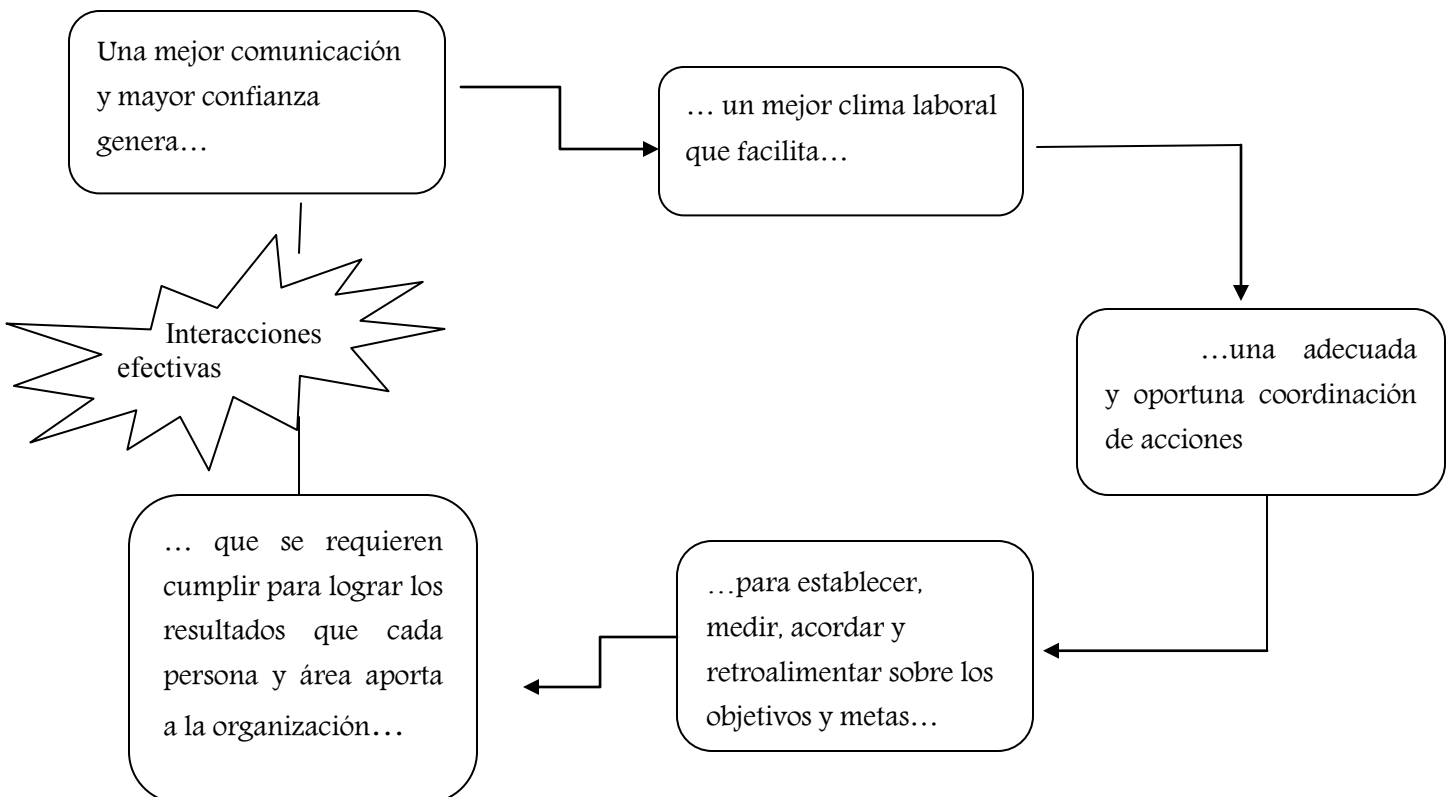 Una mejor comunicación
y mayor confianza
genera…
… un mejor clima laboral
que facilita…
…una adecuada
y oportuna coordinación
de acciones
…para establecer,
medir, acordar y
retroalimentar sobre los
objetivos y metas…
… que se requieren
cumplir para lograr los
resultados que cada
persona y área aporta
a la organización…
Interacciones
efectivas